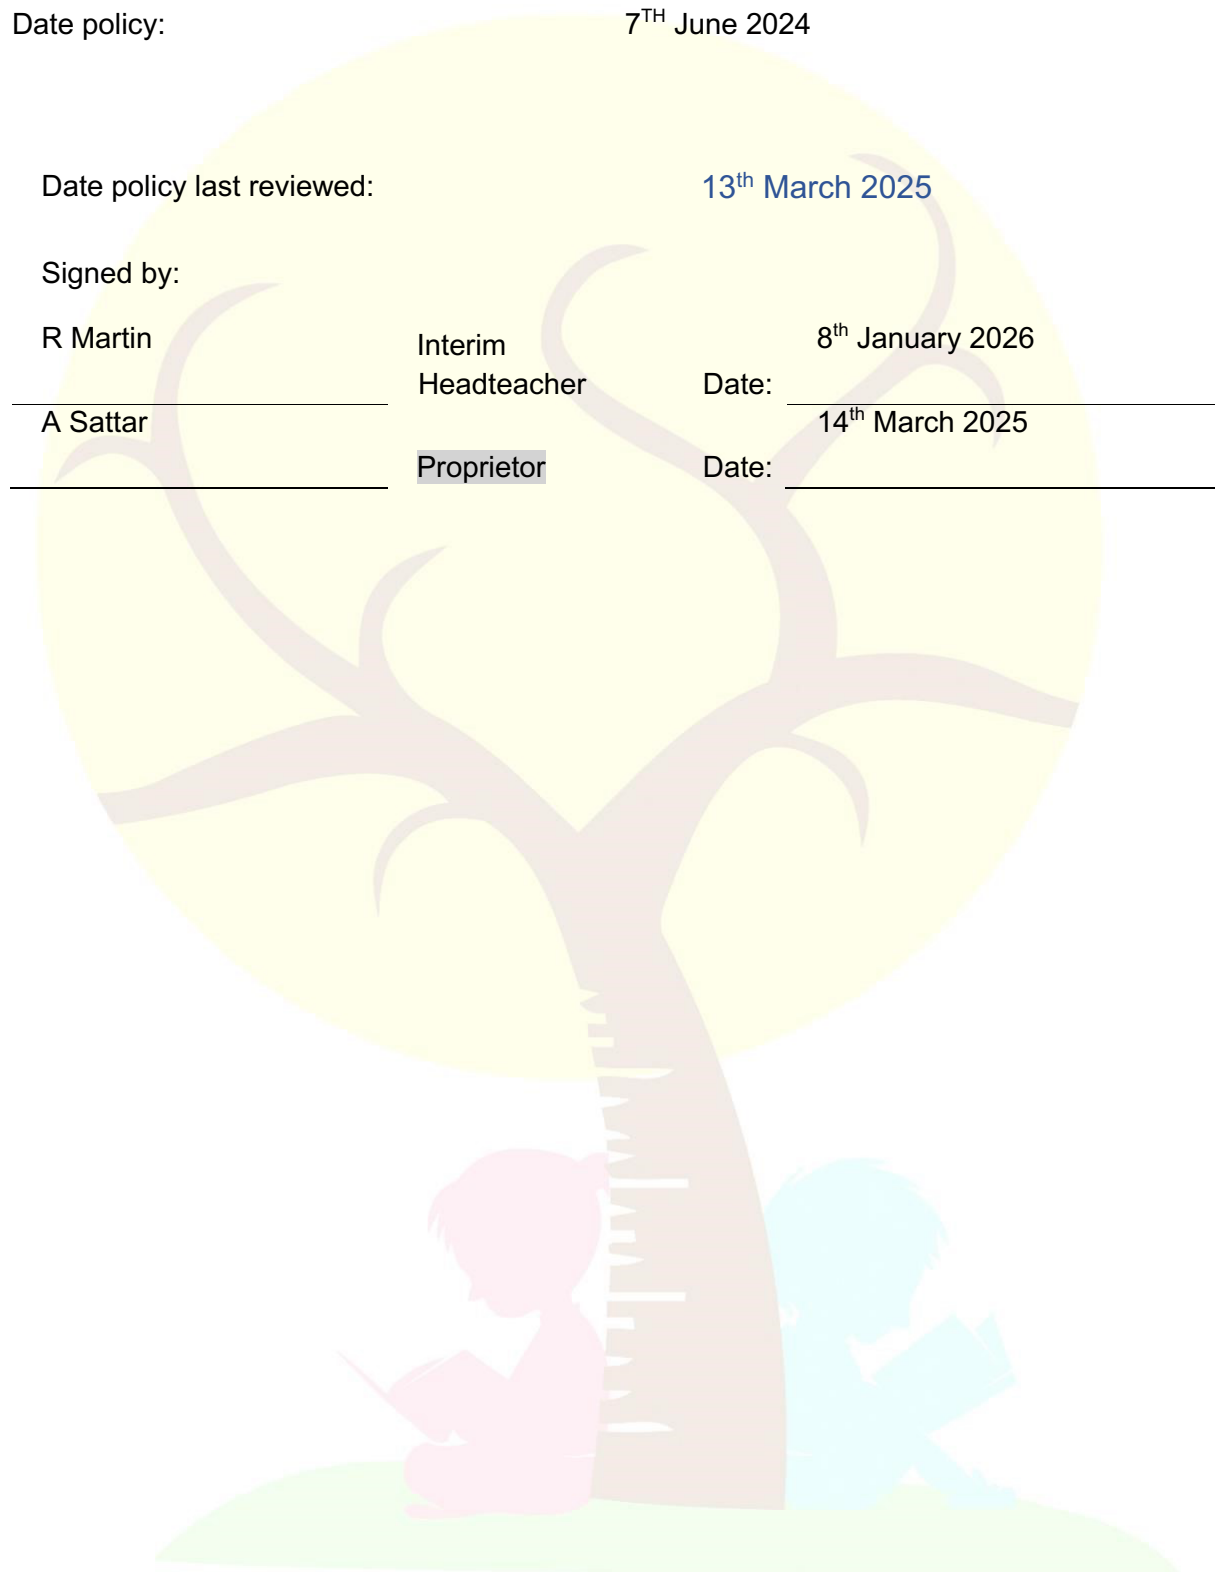 Date policy: 7TH June 2024
Date policy last reviewed: 13th March 2025
Signed by:
R Martin Interim 8th January 2026
Headteacher Date:
A Sattar 14th March 2025
Proprietor Date: